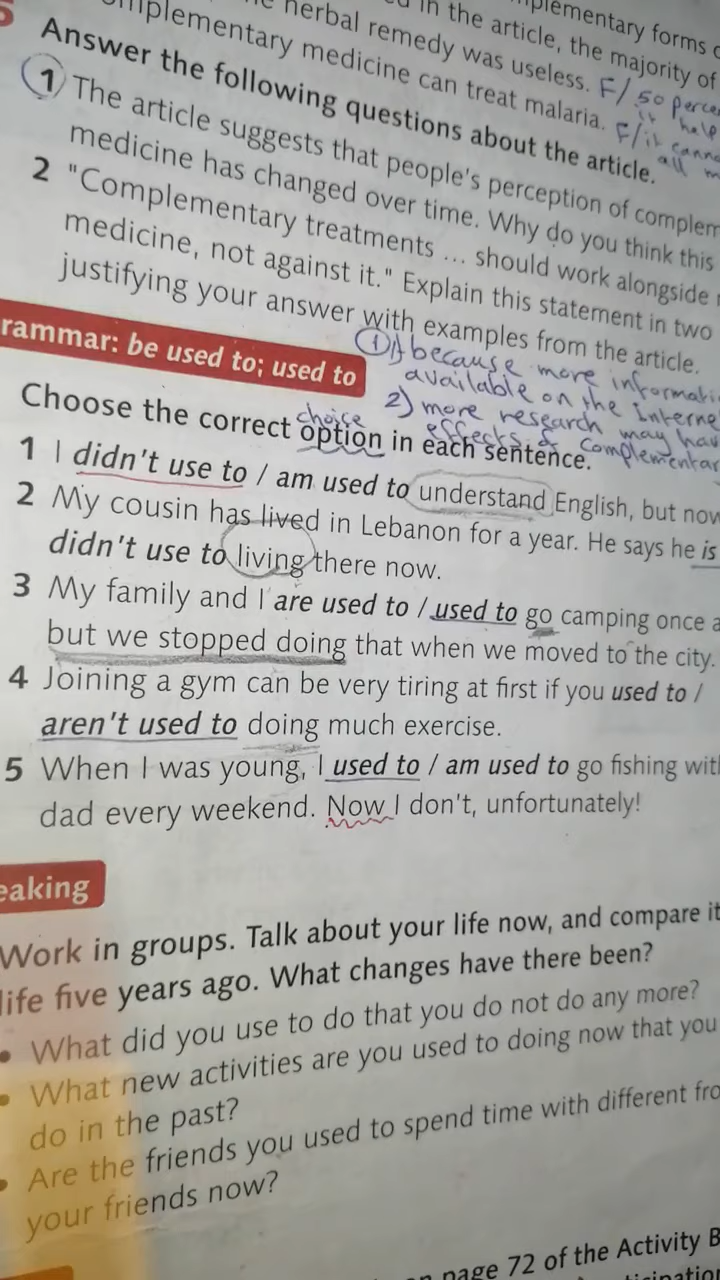 in the article, the majority of
herbal remedy was useless. F/ 50
complementary medicine can treat malaria. F/it
it help
all
5 Answer the following questions about the article.
1 The article suggests that people's perception of
medicine has changed over time. Why do you think this
2 "Complementary treatments ... should work alongside
medicine, not against it." Explain this statement in two
justifying your answer with examples from the article.
rammar: be used to; used to
① because more
available on the
2) more research may
effects of
choice
Choose the correct option in each sentence.
1 I didn't use to / am used to understand English, but now
2 My cousin has lived in Lebanon for a year. He says he is
didn't use to living there now.
3 My family and I are used to / used to go camping once a
but we stopped doing that when we moved to the city.
4 Joining a gym can be very tiring at first if you used to /
aren't used to doing much exercise.
5 When I was young, I used to / am used to go fishing with
dad every weekend. Now I don't, unfortunately!
eaking
Work in groups. Talk about your life now, and compare it
life five years ago. What changes have there been?
• What did you use to do that you do not do any more?
• What new activities are you used to doing now that you
do in the past?
• Are the friends you used to spend time with different
your friends now?
page 72 of the Activity B